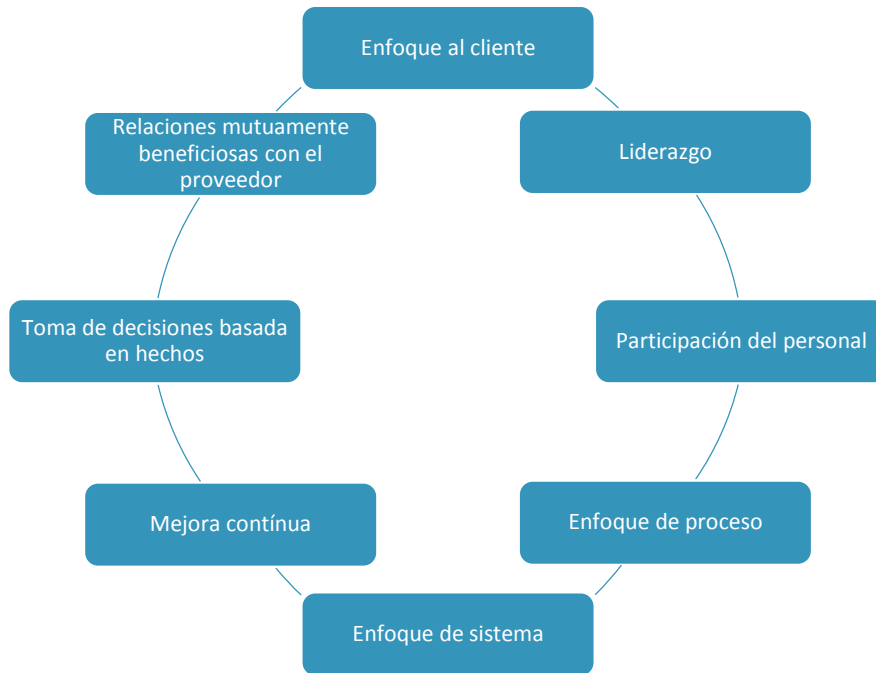 Enfoque al cliente
Liderazgo
Participación del personal
Enfoque de proceso
Enfoque de sistema
Mejora contínua
Toma de decisiones basada
en hechos
Relaciones mutuamente
beneficiosas con el
proveedor